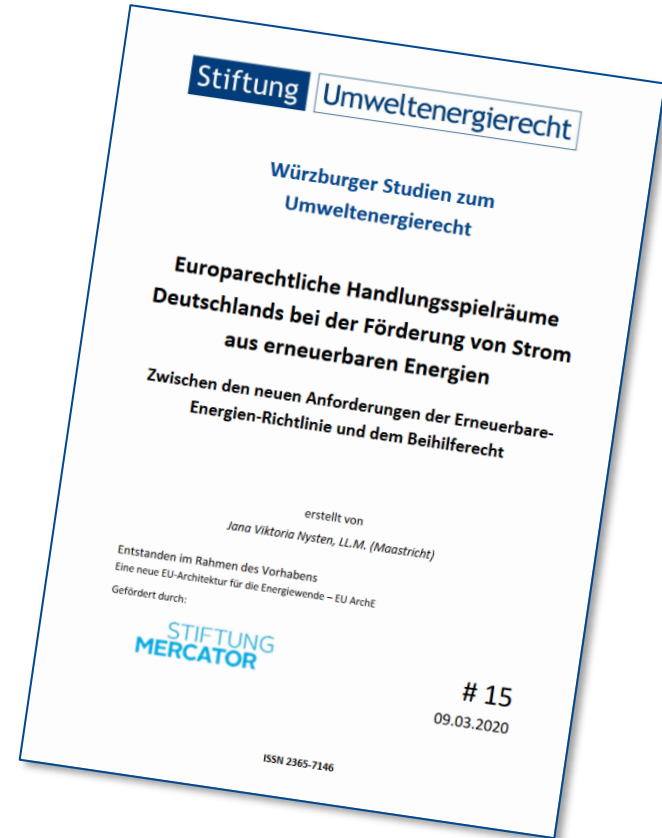 Stiftung Umweltenergierecht
Würzburger Studien zum
Umweltenergierecht
Europarechtliche Handlungsspielräume
Deutschlands bei der Förderung von Strom
aus erneuerbaren Energien
Zwischen den neuen Anforderungen der Erneuerbare-
Energien-Richtlinie und dem Beihilferecht
erstellt von
Jana Viktoria Nysten, LL.M. (Maastricht)
Entstanden im Rahmen des Vorhabens
Eine neue EU-Architektur für die Energiewende – EU ArchE
Gefördert durch:
STIFTUNG
MERCATOR
# 15
09.03.2020
ISSN 2365-7146